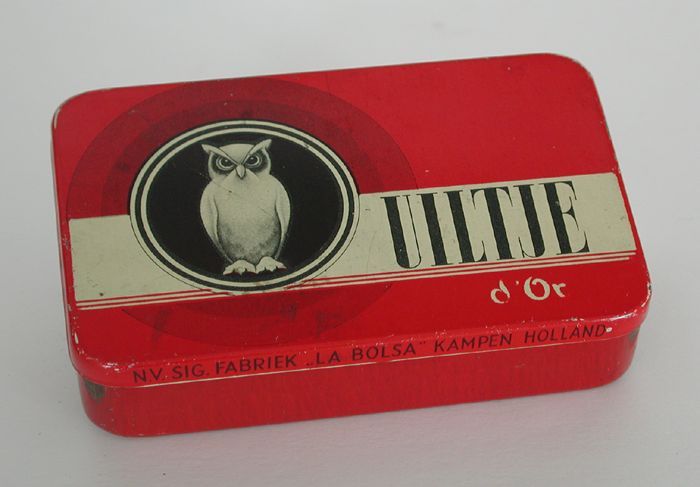 UILTJE
d'Or
N.V. SIG. FABRIEK „LA BOLSA" KAMPEN HOLLAND